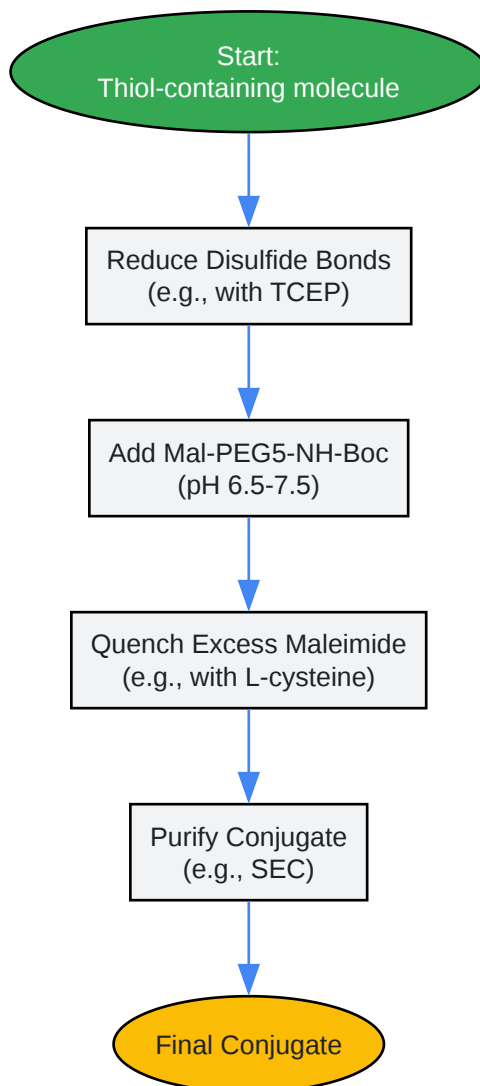 Start:
Thiol-containing molecule
Reduce Disulfide Bonds
(e.g., with TCEP)
Add Mal-PEG5-NH-Boc
(pH 6.5-7.5)
Quench Excess Maleimide
(e.g., with L-cysteine)
Purify Conjugate
(e.g., SEC)
Final Conjugate